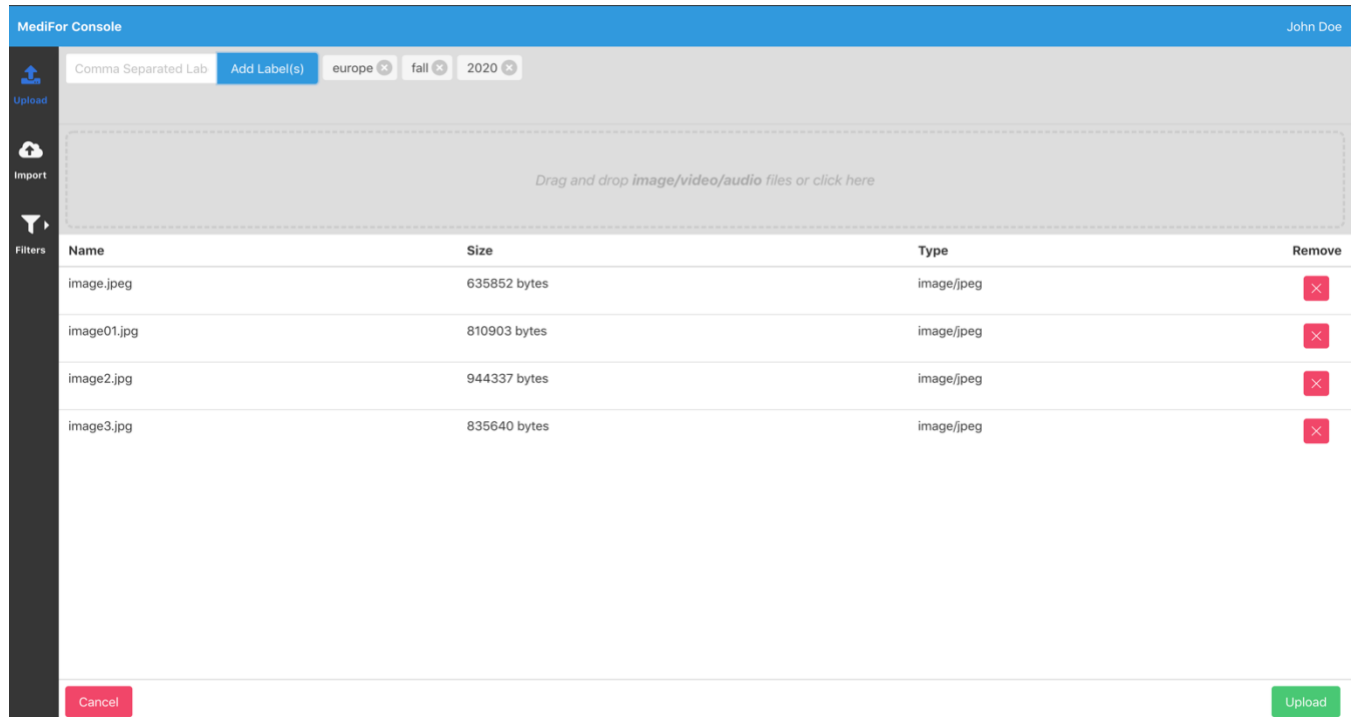 MediFor Console John Doe
Comma Separated Lab Add Label(s) europe fall 2020
Upload
Import
Filters
Drag and drop image/video/audio files or click here
Name Size Type Remove
image.jpeg 635852 bytes image/jpeg
image01.jpg 810903 bytes image/jpeg
image2.jpg 944337 bytes image/jpeg
image3.jpg 835640 bytes image/jpeg
Cancel Upload